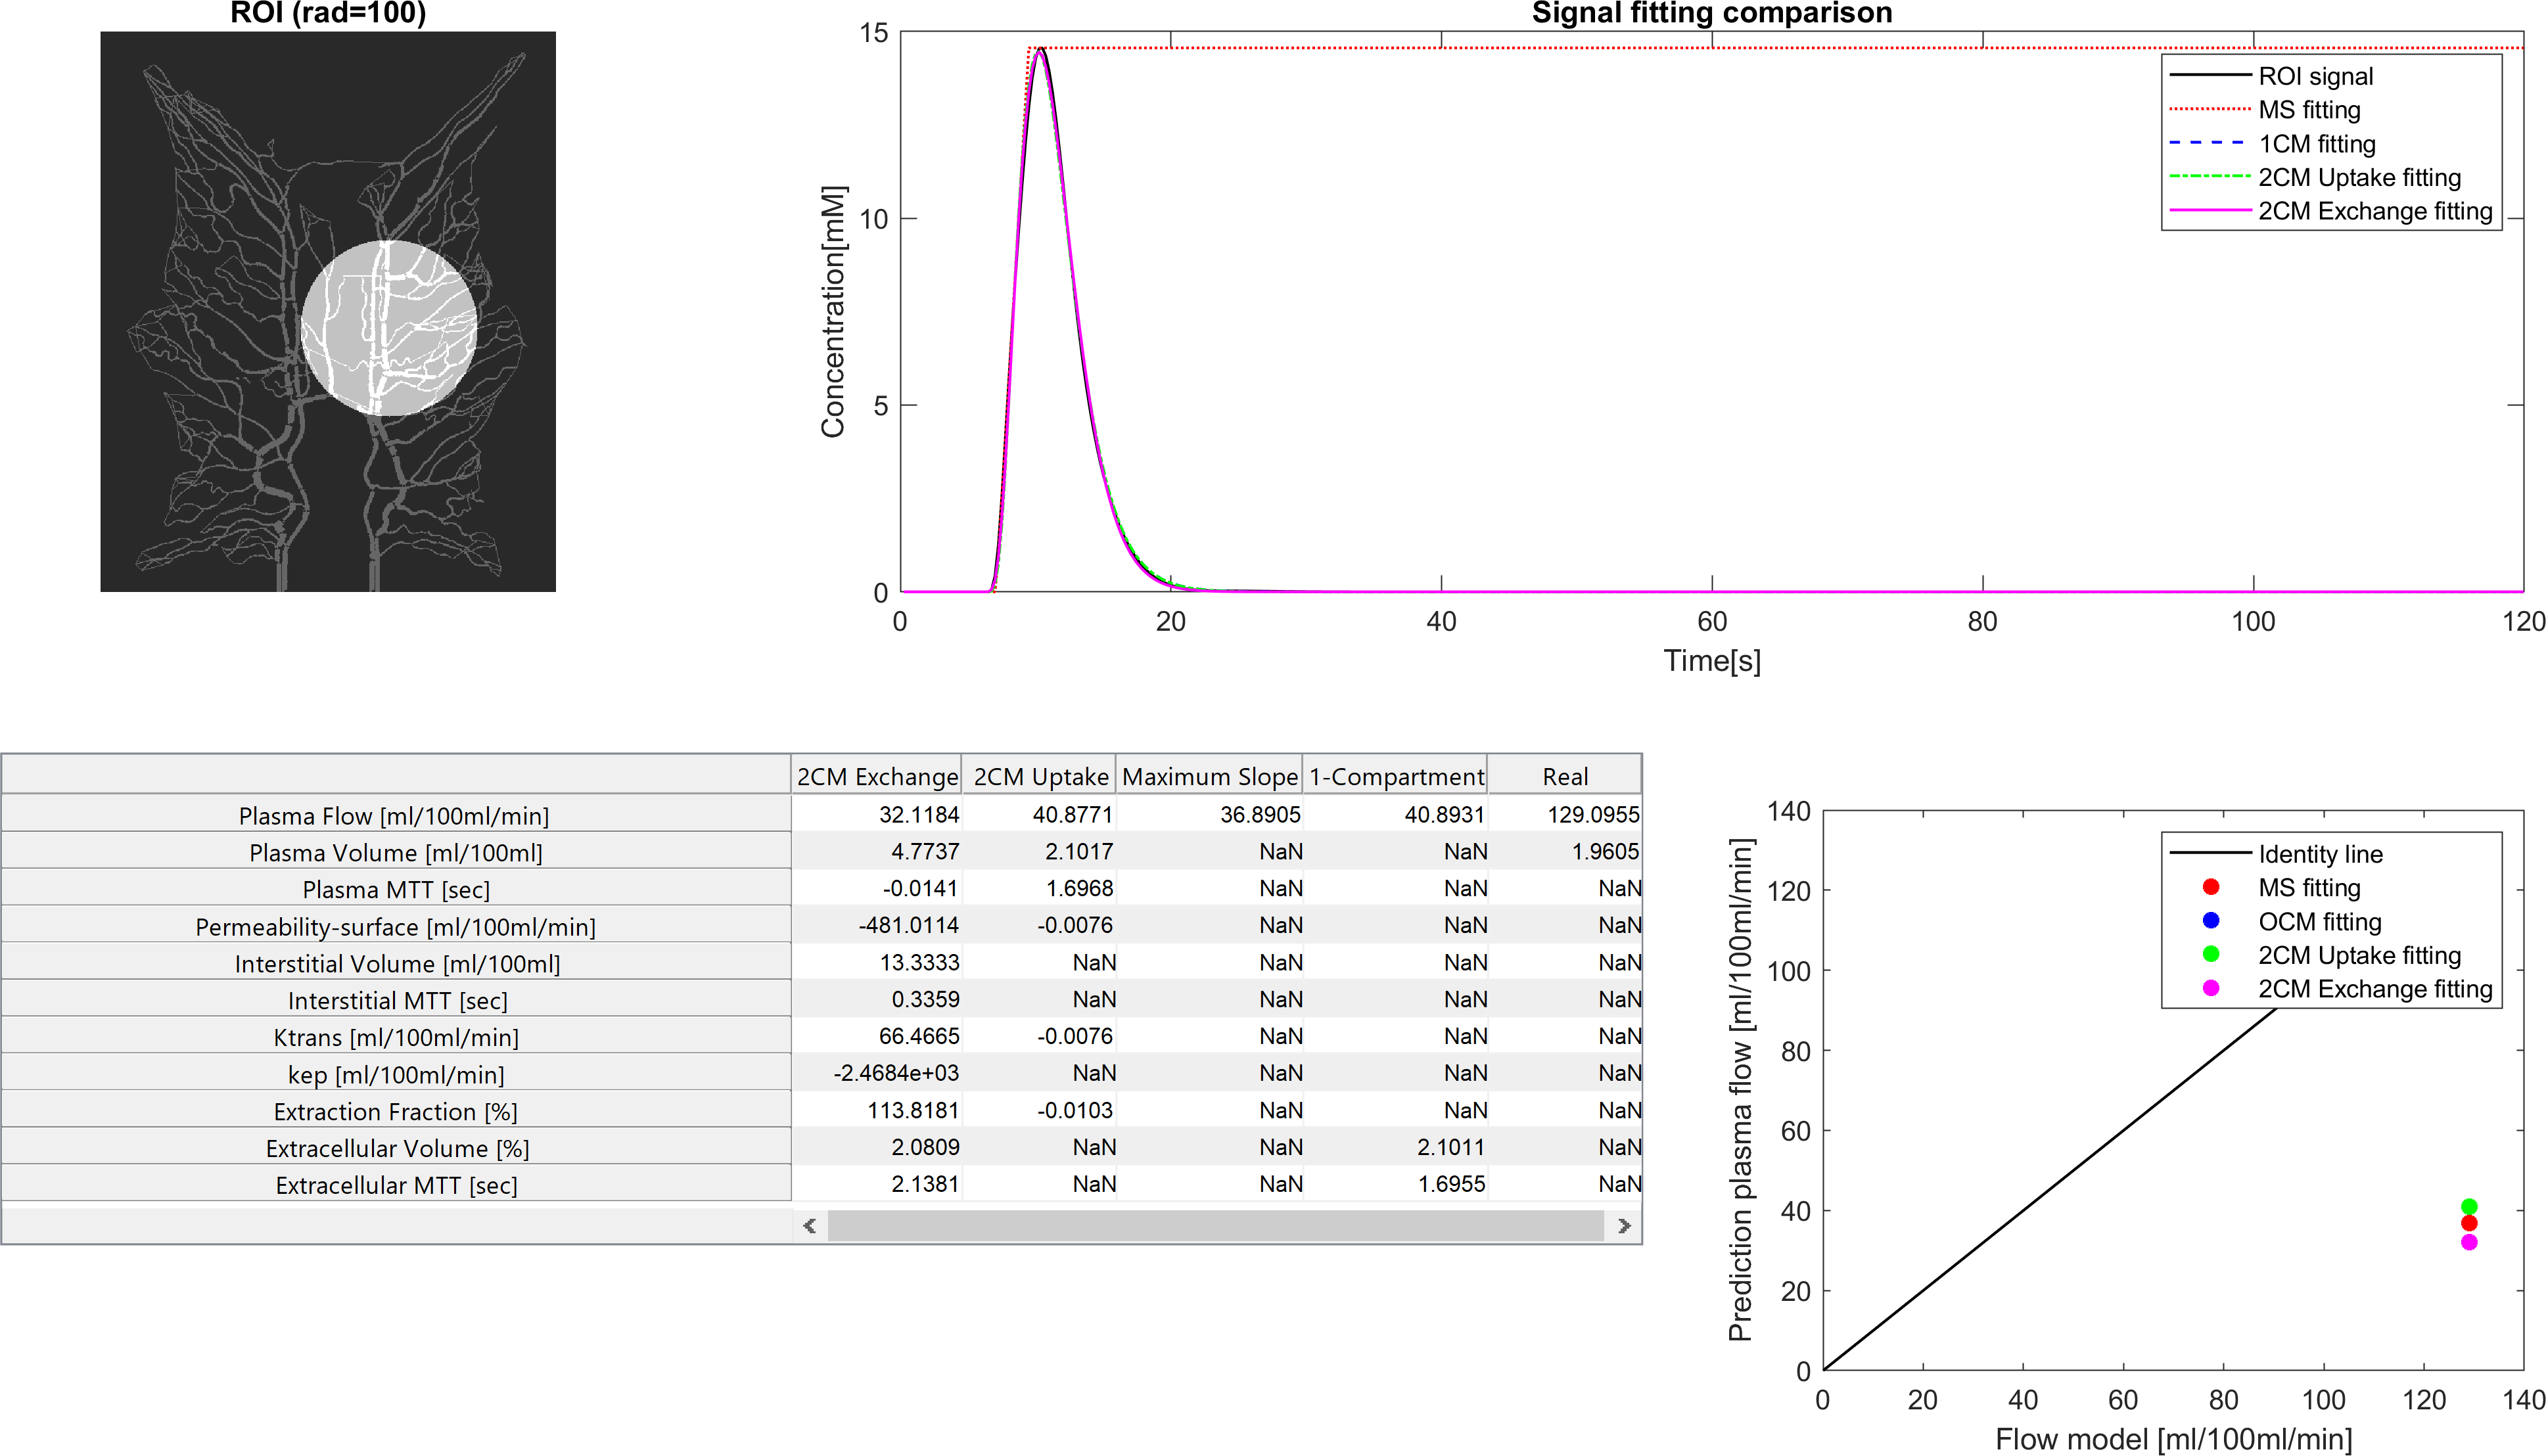 ROI (rad=100)
Signal fitting comparison
15
10
5
0
Concentration[mM]
0 20 40 60 80 100 120
Time[s]
ROI signal
MS fitting
1CM fitting
2CM Uptake fitting
2CM Exchange fitting
2CM Exchange 2CM Uptake Maximum Slope 1-Compartment Real
Plasma Flow [ml/100ml/min] 32.1184 40.8771 36.8905 40.8931 129.0955
Plasma Volume [ml/100ml] 4.7737 2.1017 NaN NaN 1.9605
Plasma MTT [sec] -0.0141 1.6968 NaN NaN NaN
Permeability-surface [ml/100ml/min] -481.0114 -0.0076 NaN NaN NaN
Interstitial Volume [ml/100ml] 13.3333 NaN NaN NaN NaN
Interstitial MTT [sec] 0.3359 NaN NaN NaN NaN
Ktrans [ml/100ml/min] 66.4665 -0.0076 NaN NaN NaN
kep [ml/100ml/min] -2.4684e+03 NaN NaN NaN NaN
Extraction Fraction [%] 113.8181 -0.0103 NaN NaN NaN
Extracellular Volume [%] 2.0809 NaN NaN 2.1011 NaN
Extracellular MTT [sec] 2.1381 NaN NaN 1.6955 NaN
140
120
100
80
60
40
20
0
Prediction plasma flow [ml/100ml/min]
Identity line
MS fitting
OCM fitting
2CM Uptake fitting
2CM Exchange fitting
0 20 40 60 80 100 120 140
Flow model [ml/100ml/min]